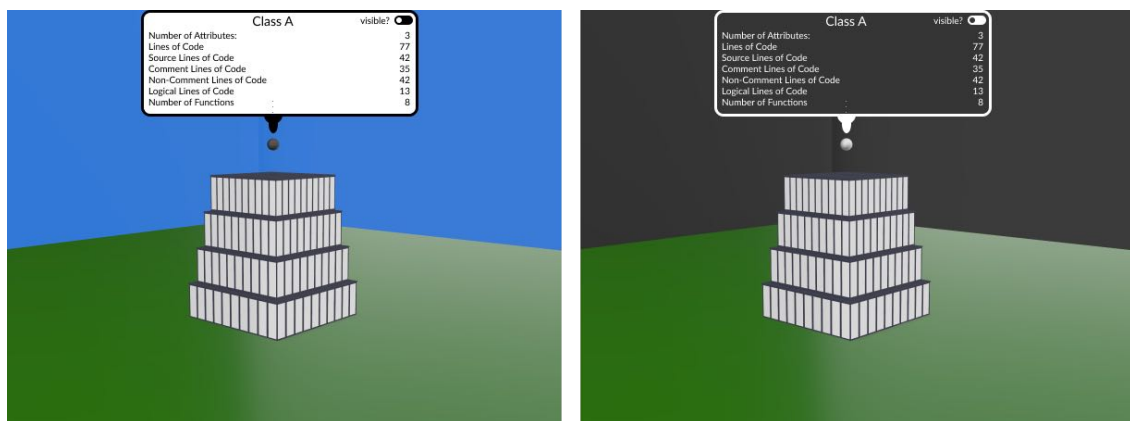 Class A visible?
Number of Attributes: 3
Lines of Code 77
Source Lines of Code 42
Comment Lines of Code 35
Non-Comment Lines of Code 42
Logical Lines of Code 13
Number of Functions 8
Class A visible?
Number of Attributes: 3
Lines of Code 77
Source Lines of Code 42
Comment Lines of Code 35
Non-Comment Lines of Code 42
Logical Lines of Code 13
Number of Functions 8